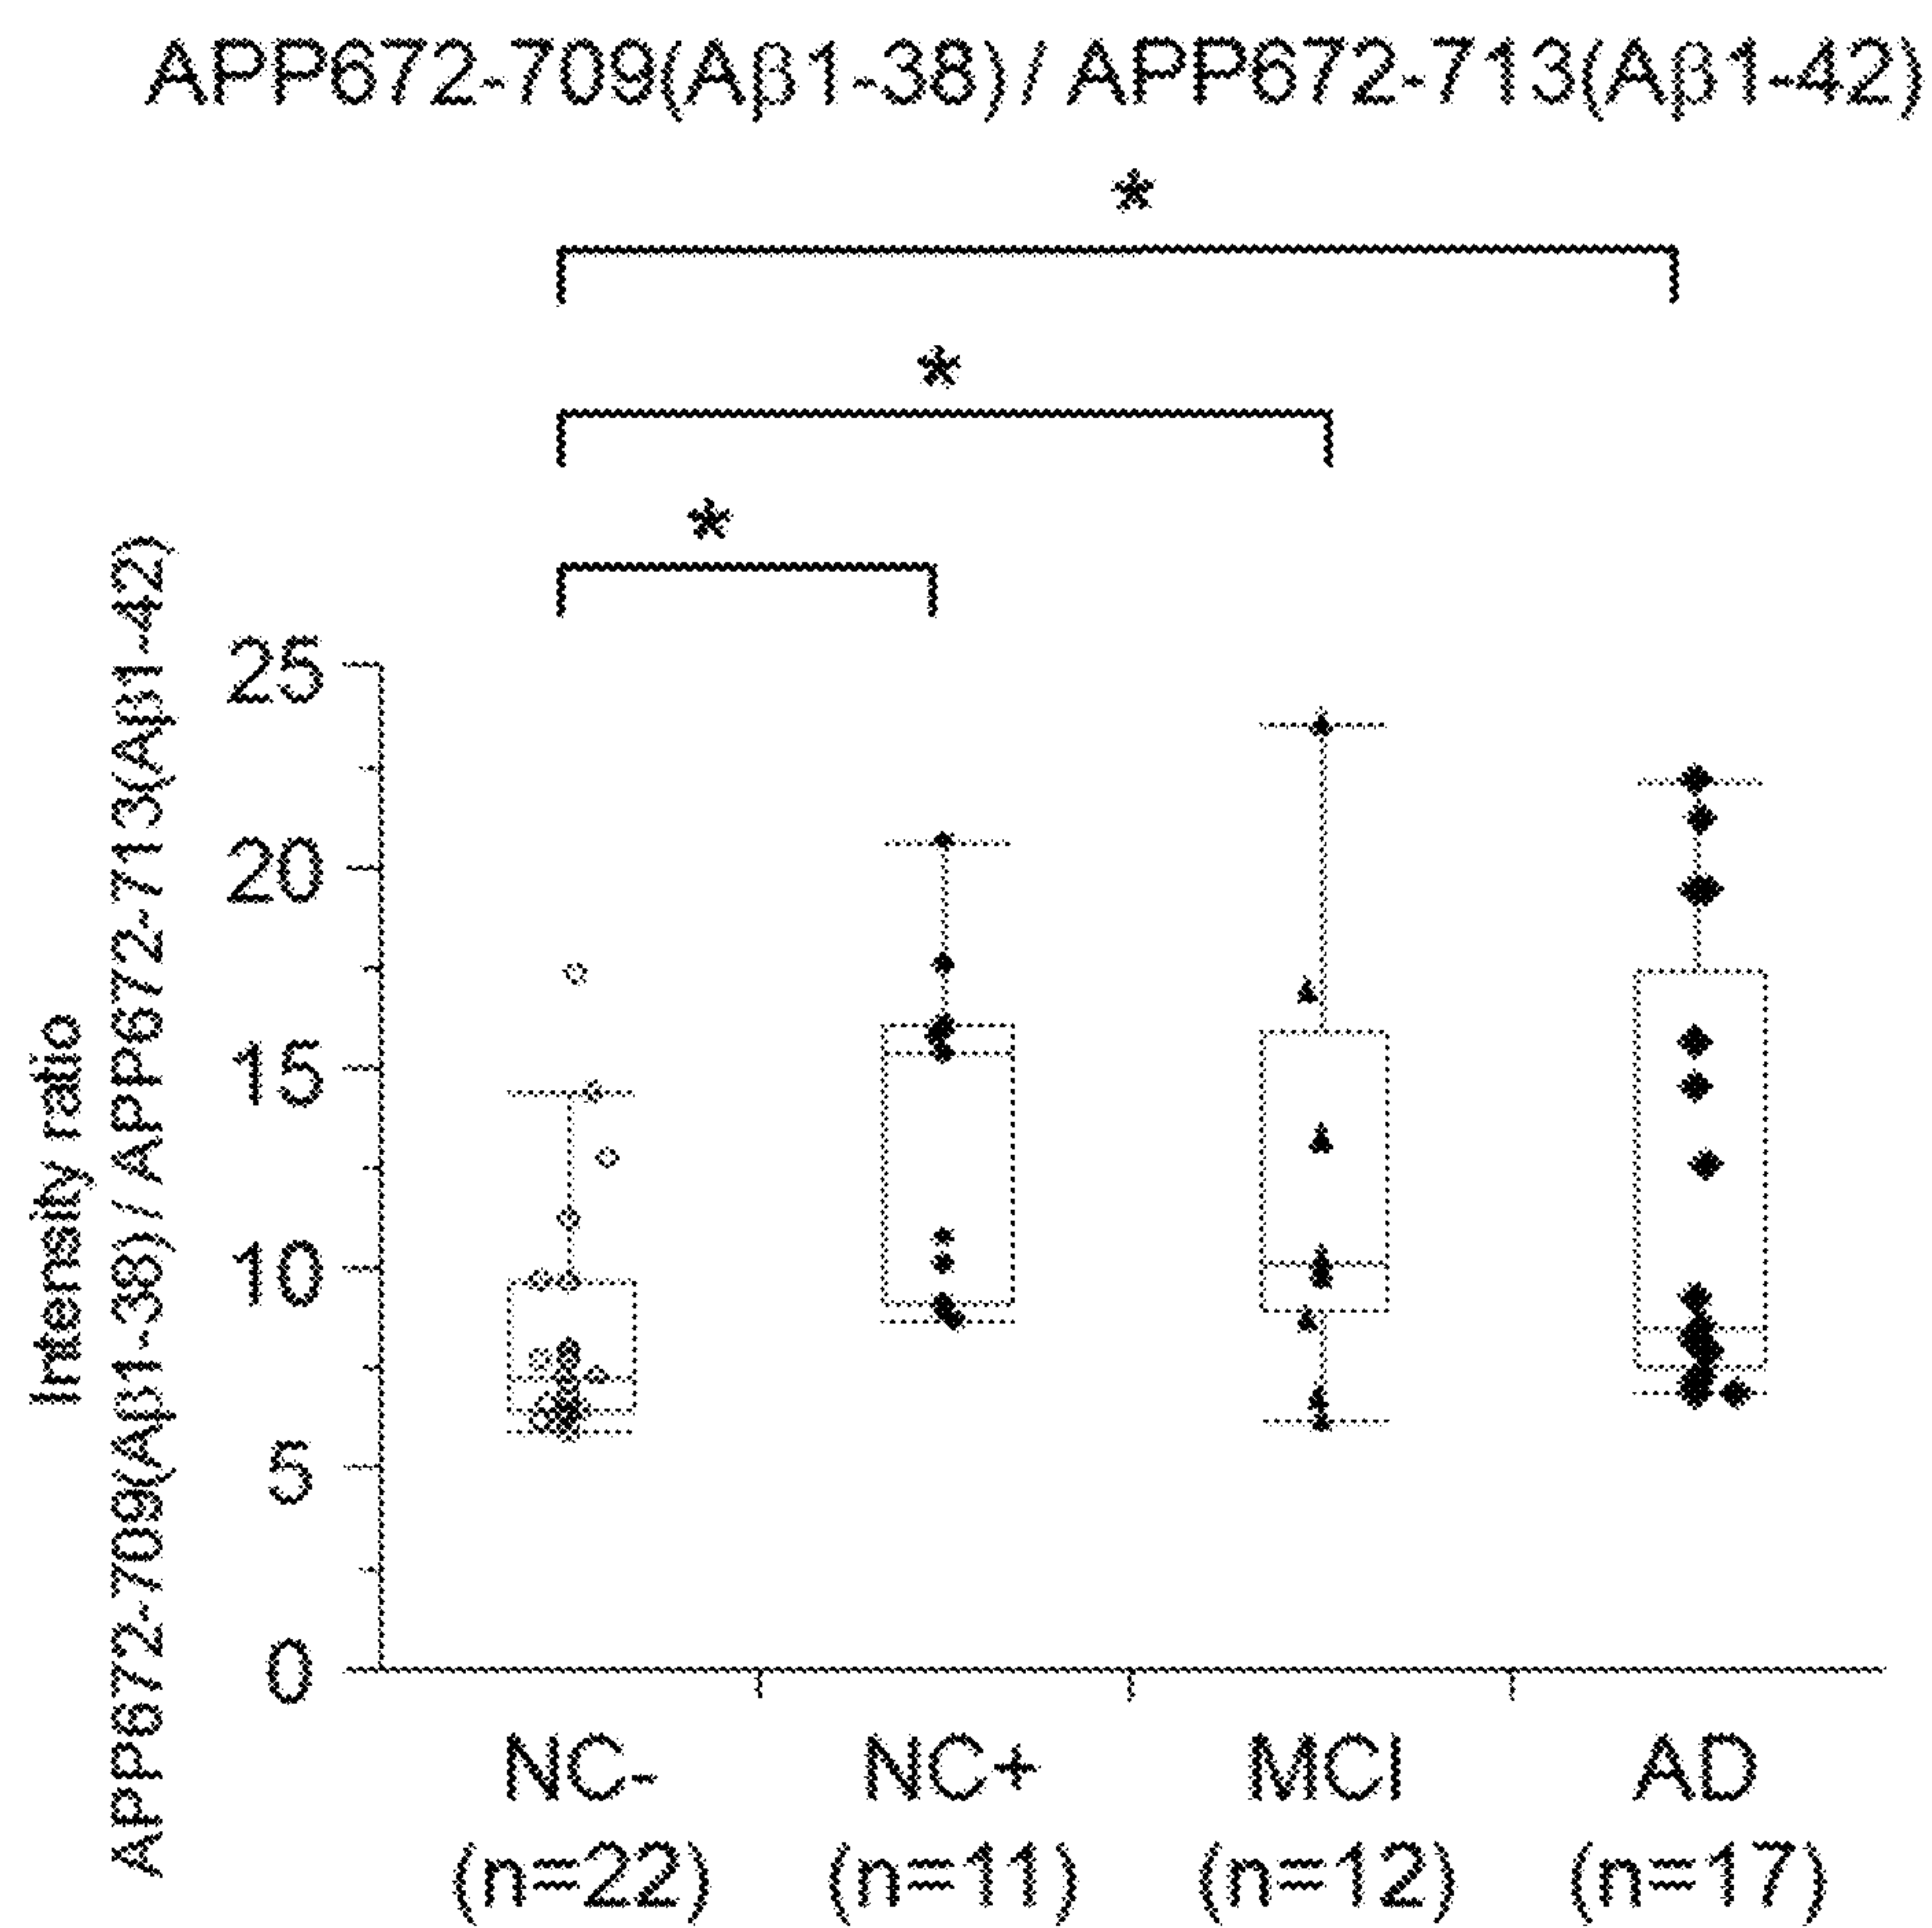 APP672-709(Aβ1-38)/ APP672-713(Aβ1-42)
*
*
*
Intensity ratio
APP672-709(Aβ1-38) / APP672-713(Aβ1-42)
25
20
15
10
5
0
NC- NC+ MCI AD
(n=22) (n=11) (n=12) (n=17)